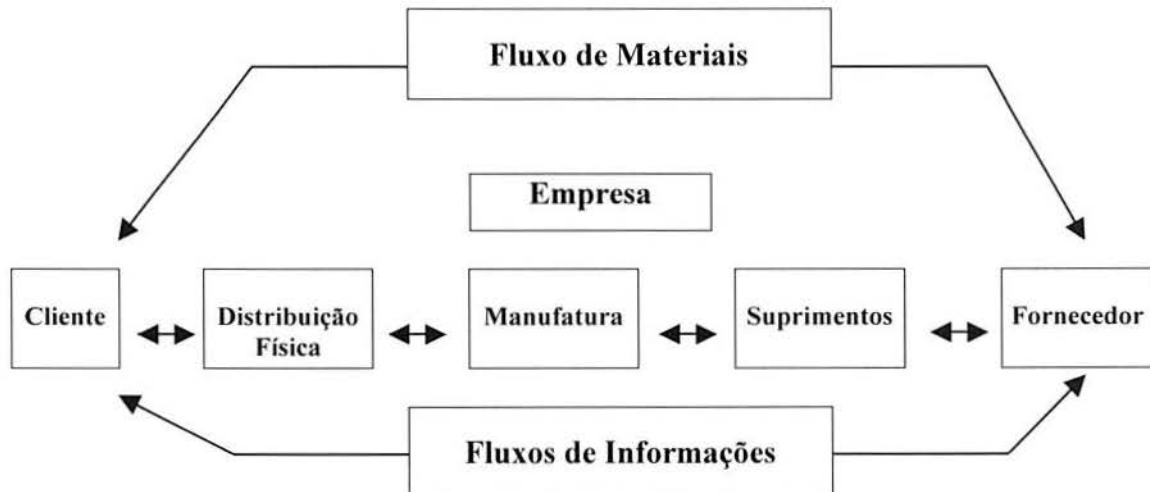 Fluxo de Materiais
Empresa
Cliente
Distribuição
Física
Manufatura
Suprimentos
Fornecedor
Fluxos de Informações